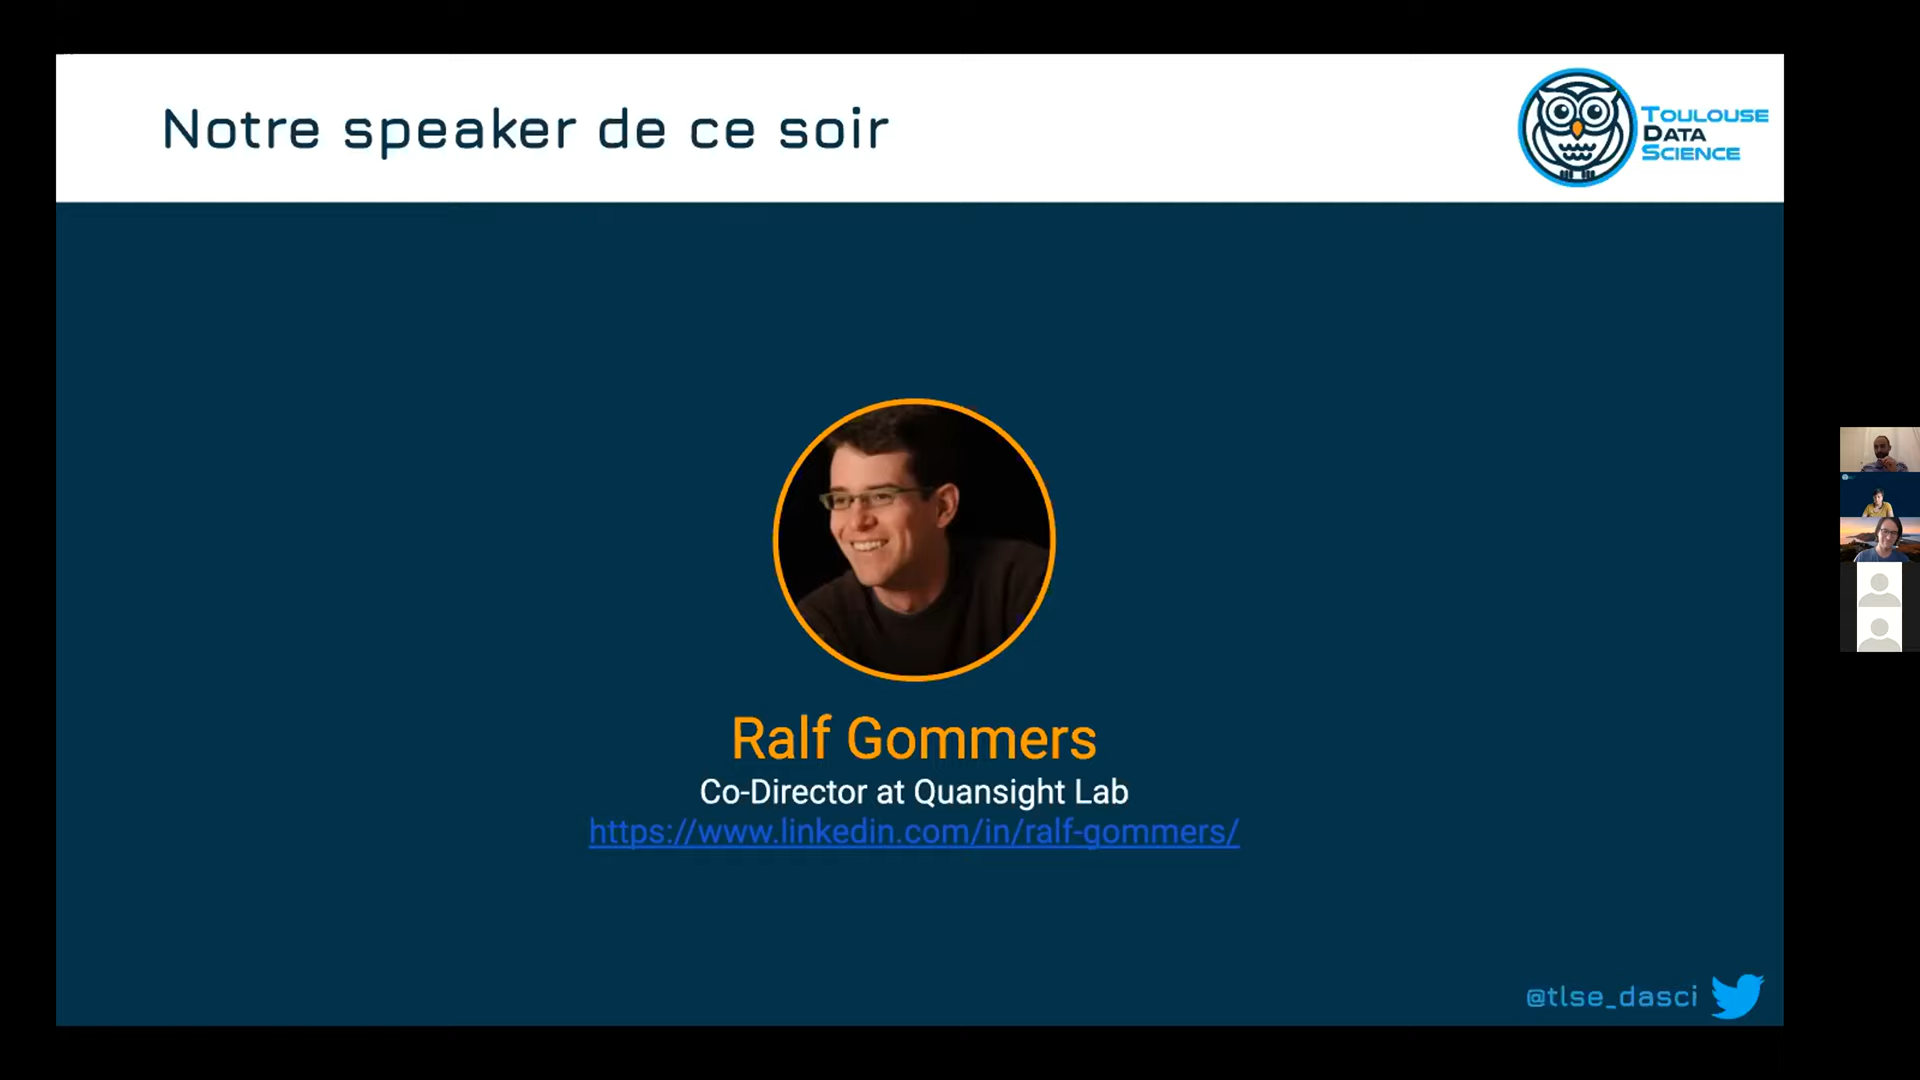 Notre speaker de ce soir
TOULOUSE
DATA
SCIENCE
Ralf Gommers
Co-Director at Quansight Lab
https://www.linkedin.com/in/ralf-gommers/
@tlse_dasci